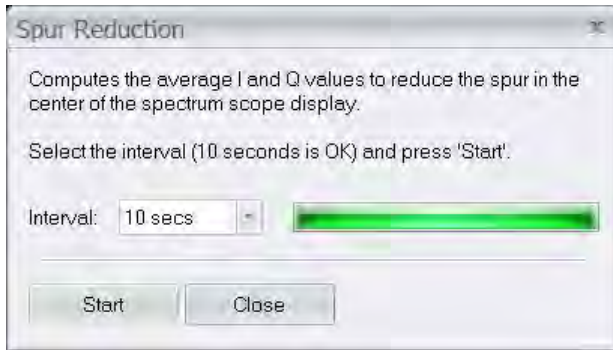 Spur Reduction
Computes the average I and Q values to reduce the spur in the
center of the spectrum scope display.
Select the interval (10 seconds is OK) and press 'Start'.
Interval: 10 secs
Start Close